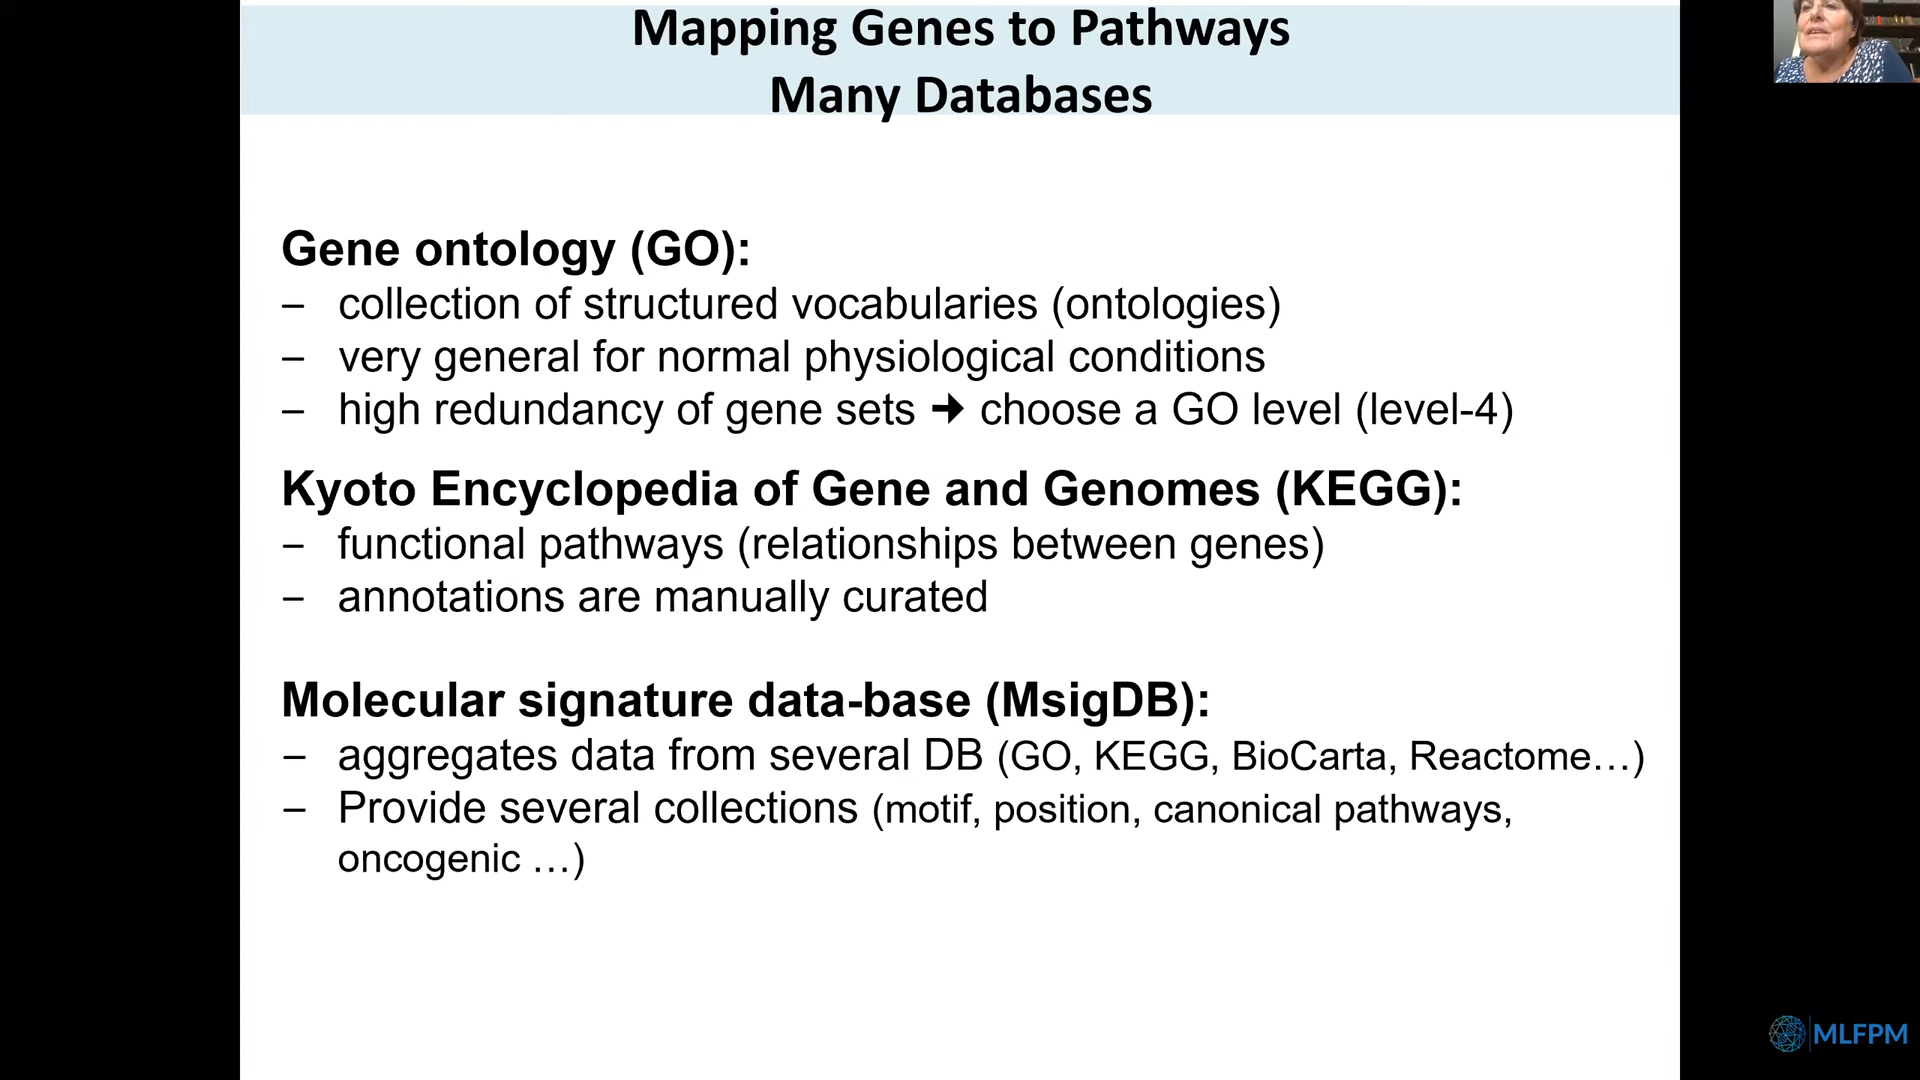 Mapping Genes to Pathways
Many Databases
Gene ontology (GO):
– collection of structured vocabularies (ontologies)
– very general for normal physiological conditions
– high redundancy of gene sets ➜ choose a GO level (level-4)
Kyoto Encyclopedia of Gene and Genomes (KEGG):
– functional pathways (relationships between genes)
– annotations are manually curated
Molecular signature data-base (MsigDB):
– aggregates data from several DB (GO, KEGG, BioCarta, Reactome…)
– Provide several collections (motif, position, canonical pathways,
oncogenic …)
MLFPM